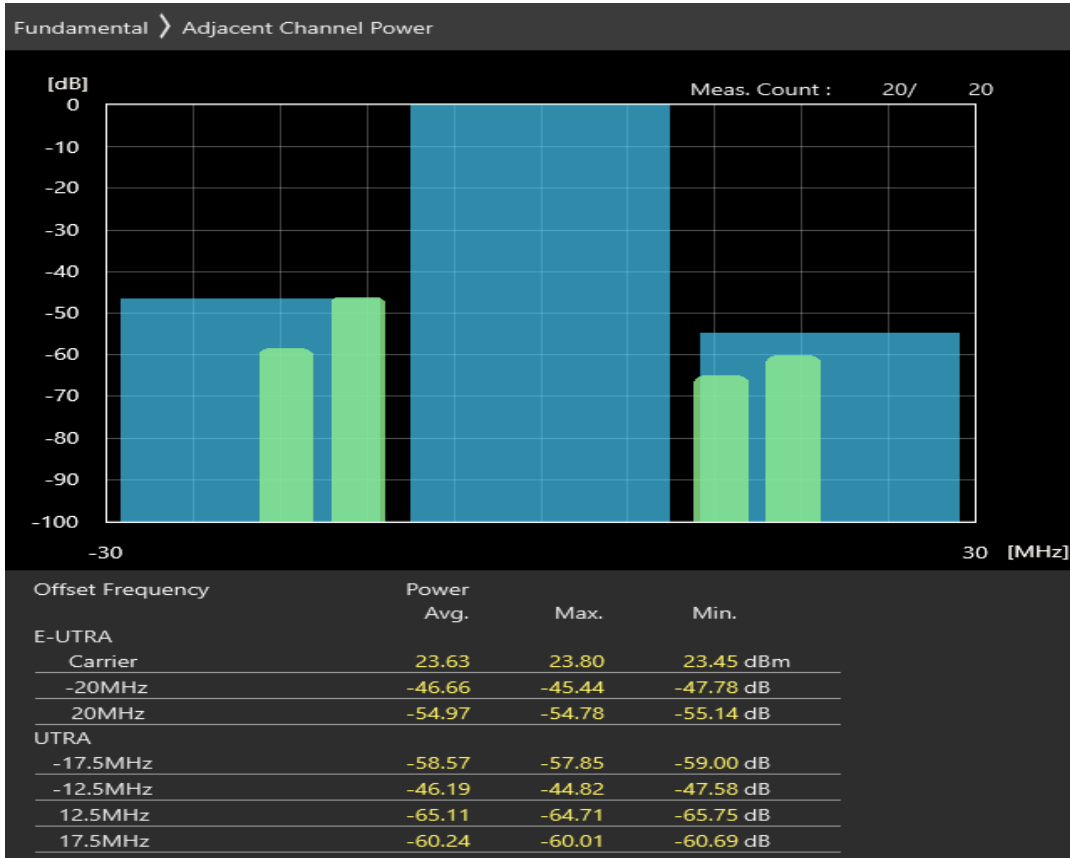 Fundamental 〉 Adjacent Channel Power
[dB]
Meas. Count : 20/ 20
0
-10
-20
-30
-40
-50
-60
-70
-80
-90
-100
-30 30 [MHz]
Offset Frequency Power
Avg. Max. Min.
E-UTRA
Carrier 23.63 23.80 23.45 dBm
-20MHz -46.66 -45.44 -47.78 dB
20MHz -54.97 -54.78 -55.14 dB
UTRA
-17.5MHz -58.57 -57.85 -59.00 dB
-12.5MHz -46.19 -44.82 -47.58 dB
12.5MHz -65.11 -64.71 -65.75 dB
17.5MHz -60.24 -60.01 -60.69 dB